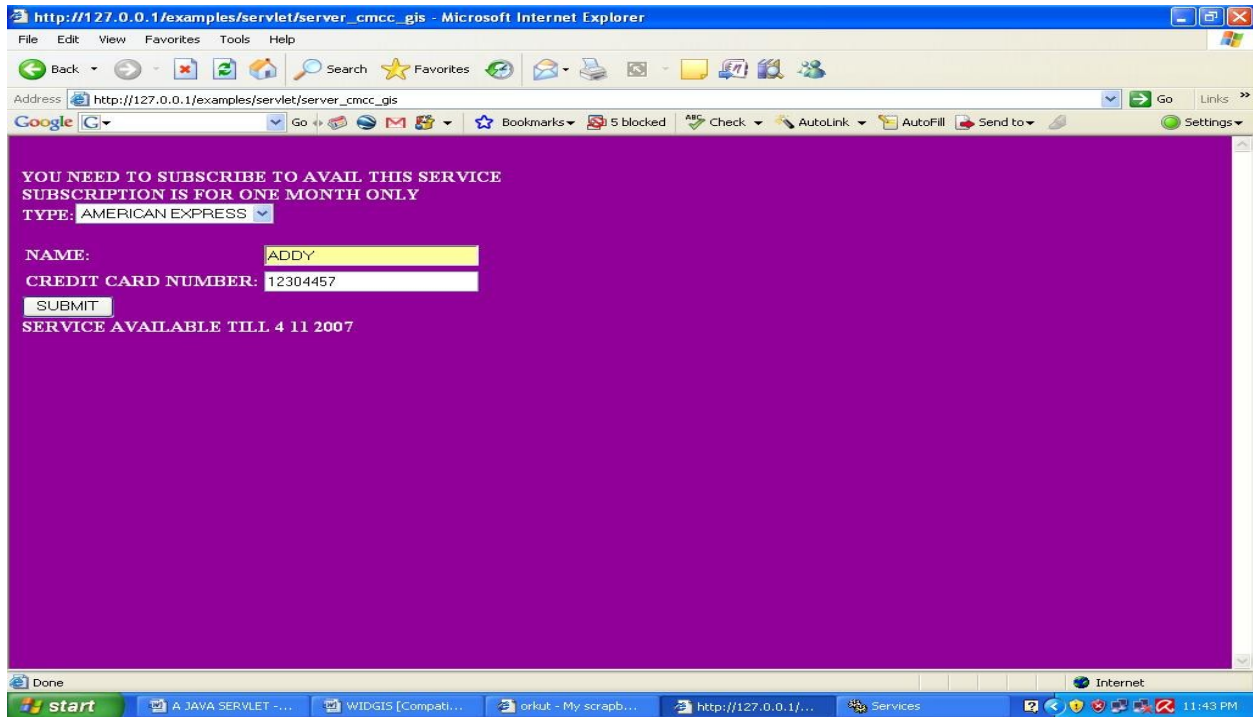 http://127.0.0.1/examples/servlet/server_cmcc_gis - Microsoft Internet Explorer
File Edit View Favorites Tools Help
Back Search Favorites
Address http://127.0.0.1/examples/servlet/server_cmcc_gis Go Links »
Google G Go Bookmarks 5 blocked ABC Check AutoLink AutoFill Send to Settings
YOU NEED TO SUBSCRIBE TO AVAIL THIS SERVICE
SUBSCRIPTION IS FOR ONE MONTH ONLY
TYPE: AMERICAN EXPRESS
NAME: ADDY
CREDIT CARD NUMBER: 12304457
SUBMIT
SERVICE AVAILABLE TILL 4 11 2007
Done Internet
start A JAVA SERVLET -... WIDGIS [Compati... orkut - My scrapb... http://127.0.0.1/... Services 11:43 PM